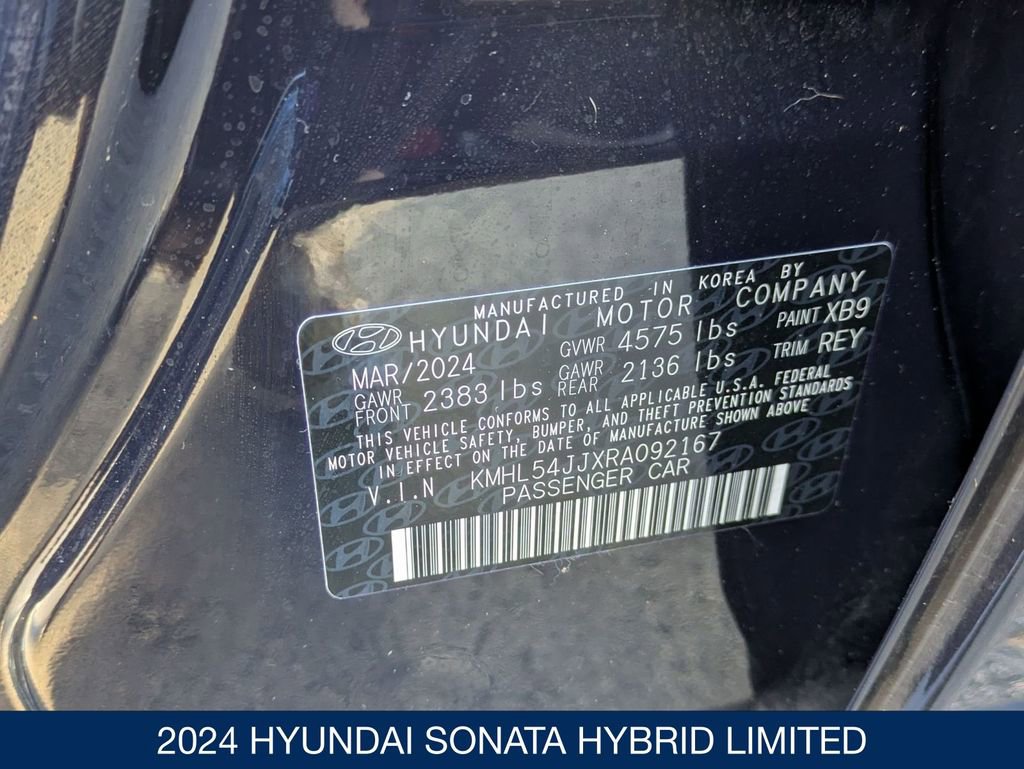 MANUFACTURED IN KOREA BY
HYUNDAI MOTOR COMPANY
MAR/2024 GVWR 4575 lbs PAINT XB9
GAWR FRONT 2383 lbs GAWR REAR 2136 lbs TRIM REY
THIS VEHICLE CONFORMS TO ALL APPLICABLE U.S.A. FEDERAL
MOTOR VEHICLE SAFETY, BUMPER, AND THEFT PREVENTION STANDARDS
IN EFFECT ON THE DATE OF MANUFACTURE SHOWN ABOVE
V.I.N KMHL54JJXRA092167
PASSENGER CAR
2024 HYUNDAI SONATA HYBRID LIMITED